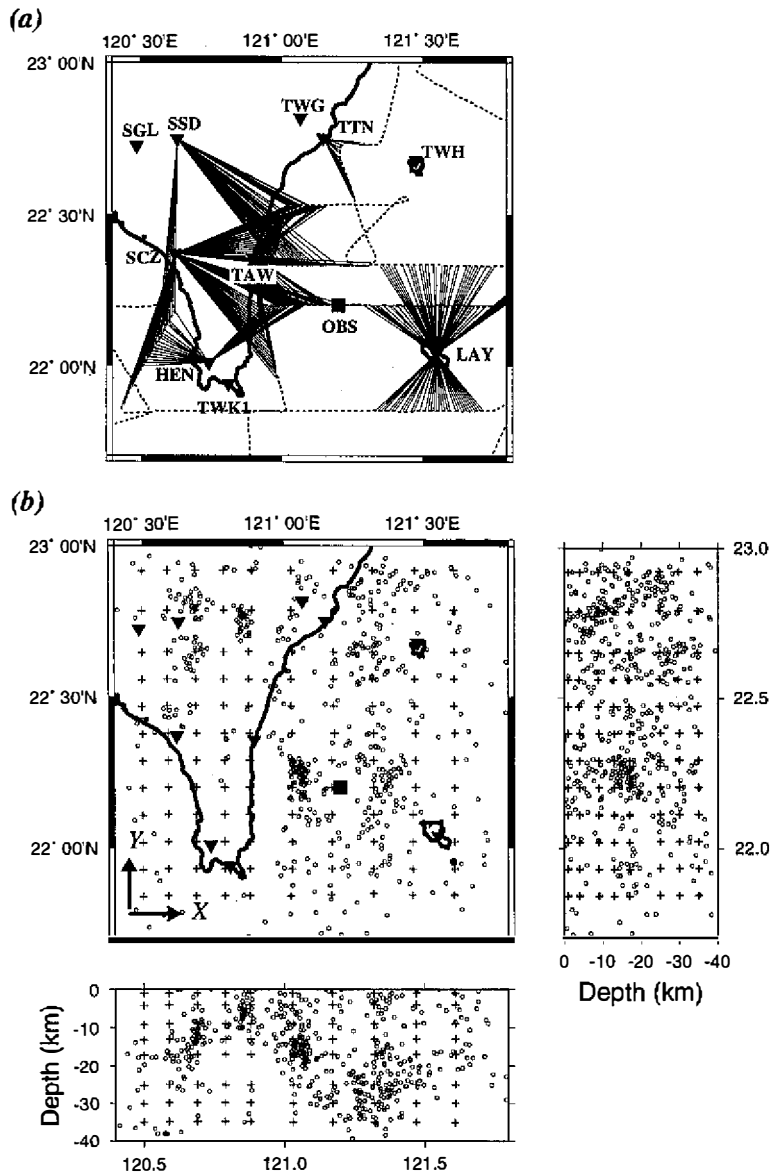 (a)
120° 30'E 121° 00'E 121° 30'E
23° 00'N
TWG
SGL SSD TTN
TWH
22° 30'N
SCZ TAW
OBS
22° 00'N HEN LAY
TWK1
(b)
120° 30'E 121° 00'E 121° 30'E
23° 00'N 23.0
22° 30'N 22.5
22° 00'N 22.0
Y
X
0 -10 -20 -30 -40
Depth (km)
0
-10
-20
-30
-40
Depth (km)
120.5 121.0 121.5